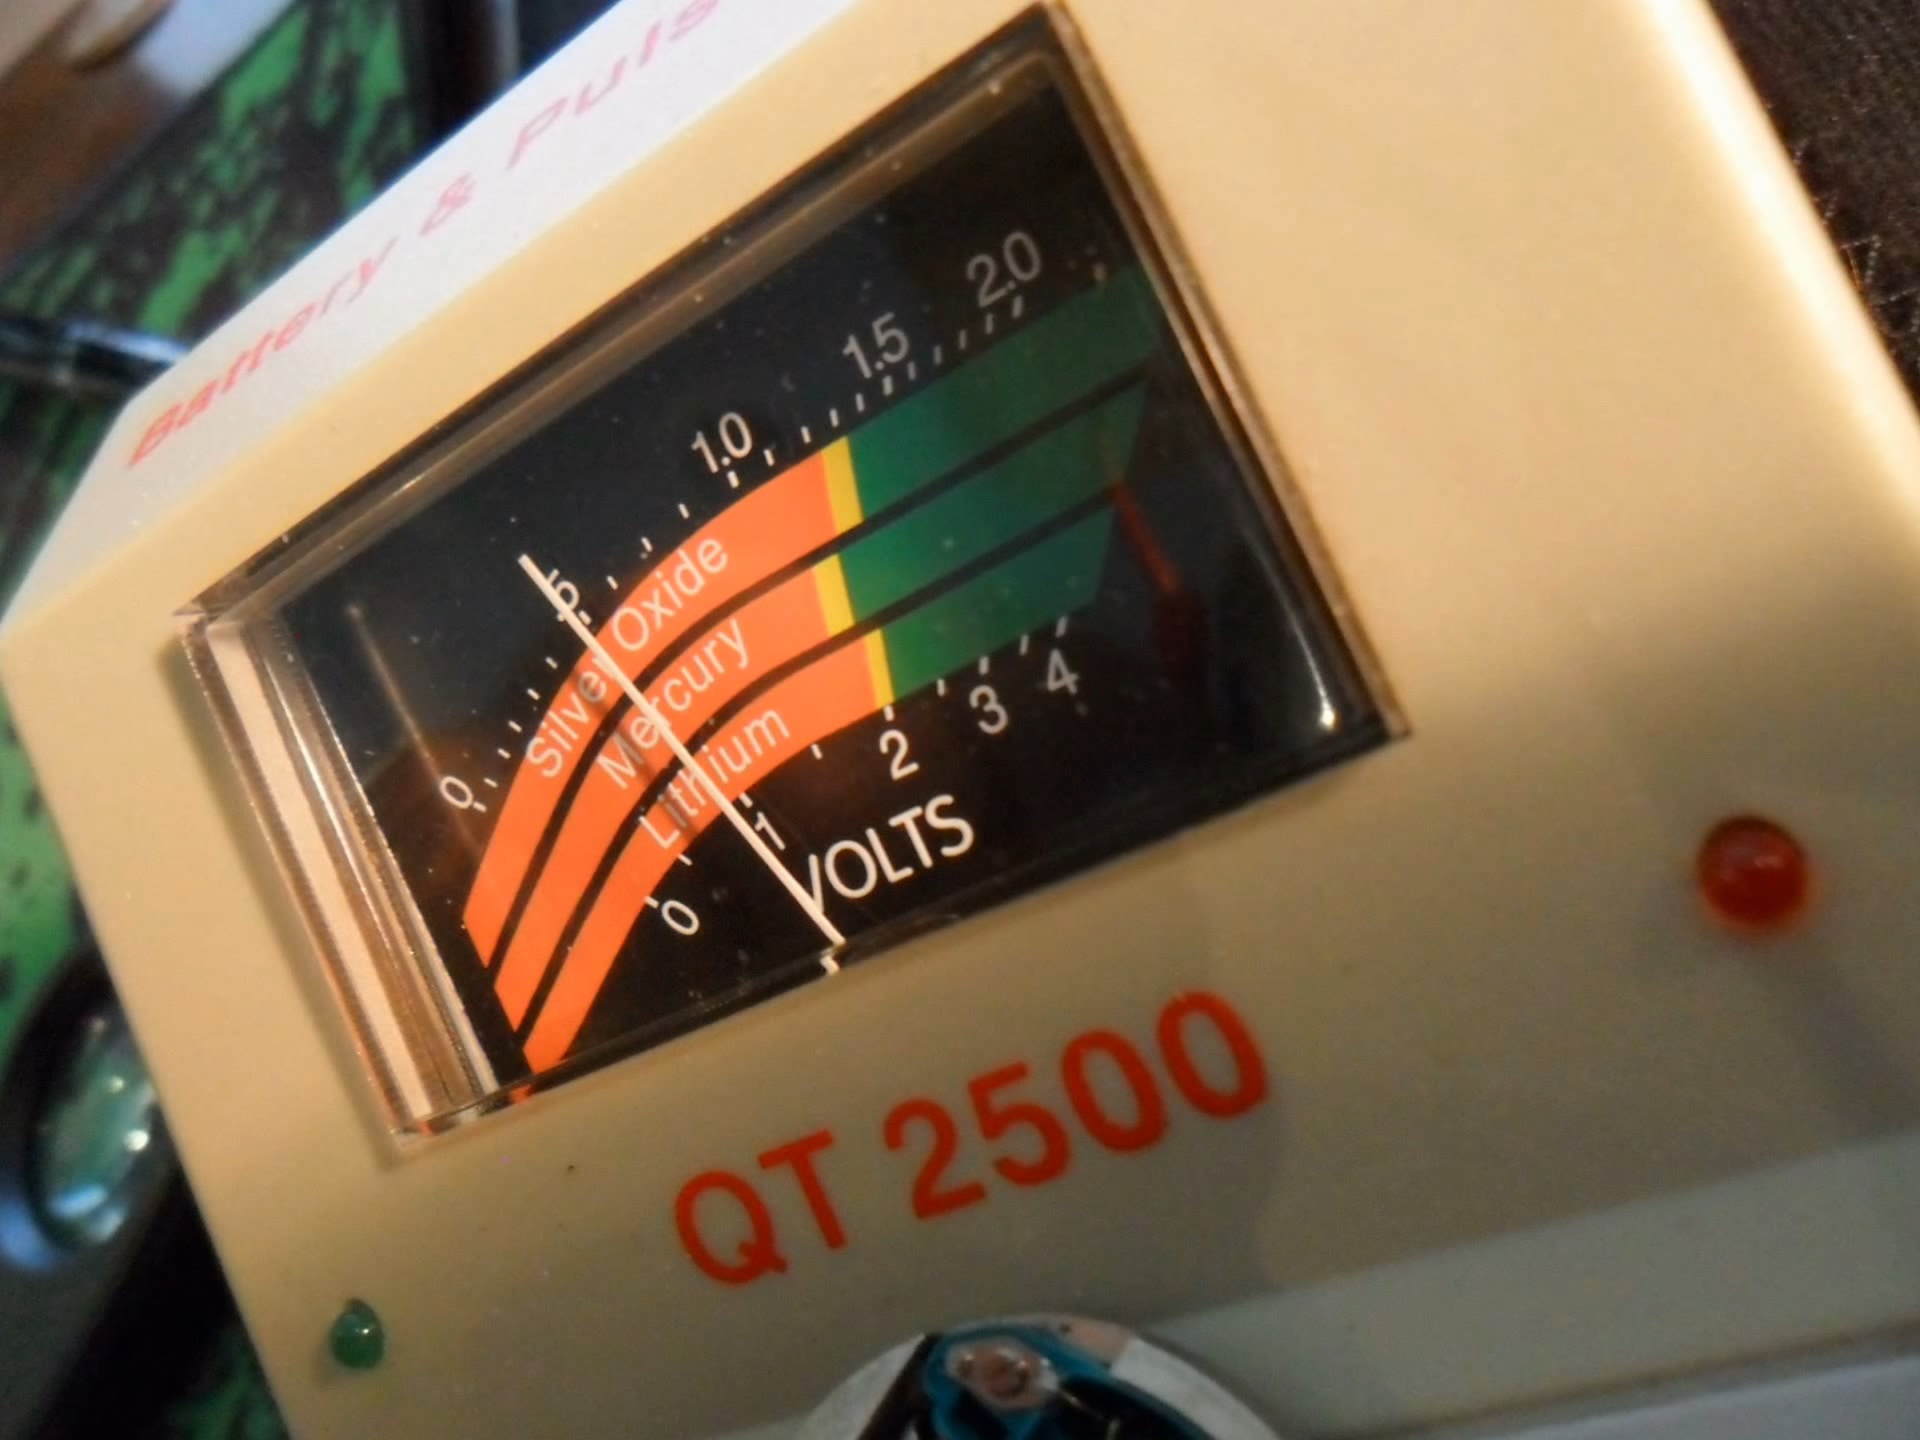 Battery & Puls
0 .5 1.0 1.5 2.0
Silver Oxide
Mercury
Lithium
0 1 2 3 4
VOLTS
QT 2500